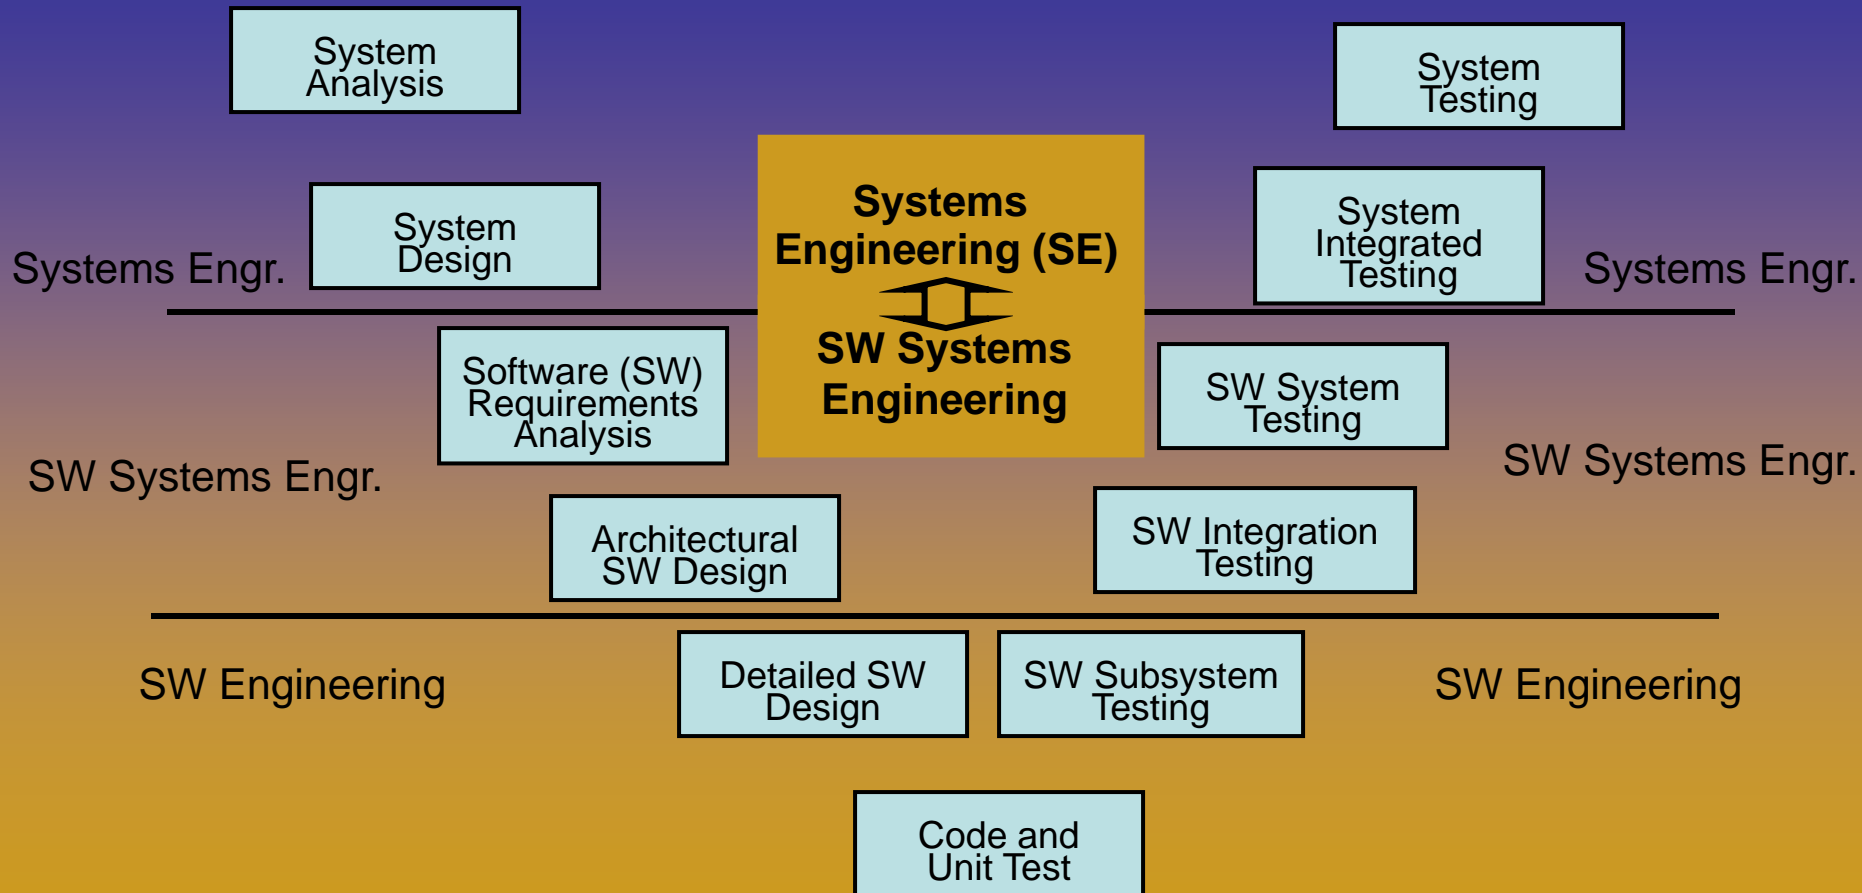 System
Analysis
System
Testing
Systems
Engineering (SE)
SW Systems
Engineering
System
Design
System
Integrated
Testing
Systems Engr.
Systems Engr.
Software (SW)
Requirements
Analysis
SW System
Testing
SW Systems Engr.
SW Systems Engr.
Architectural
SW Design
SW Integration
Testing
SW Engineering
Detailed SW
Design
SW Subsystem
Testing
SW Engineering
Code and
Unit Test